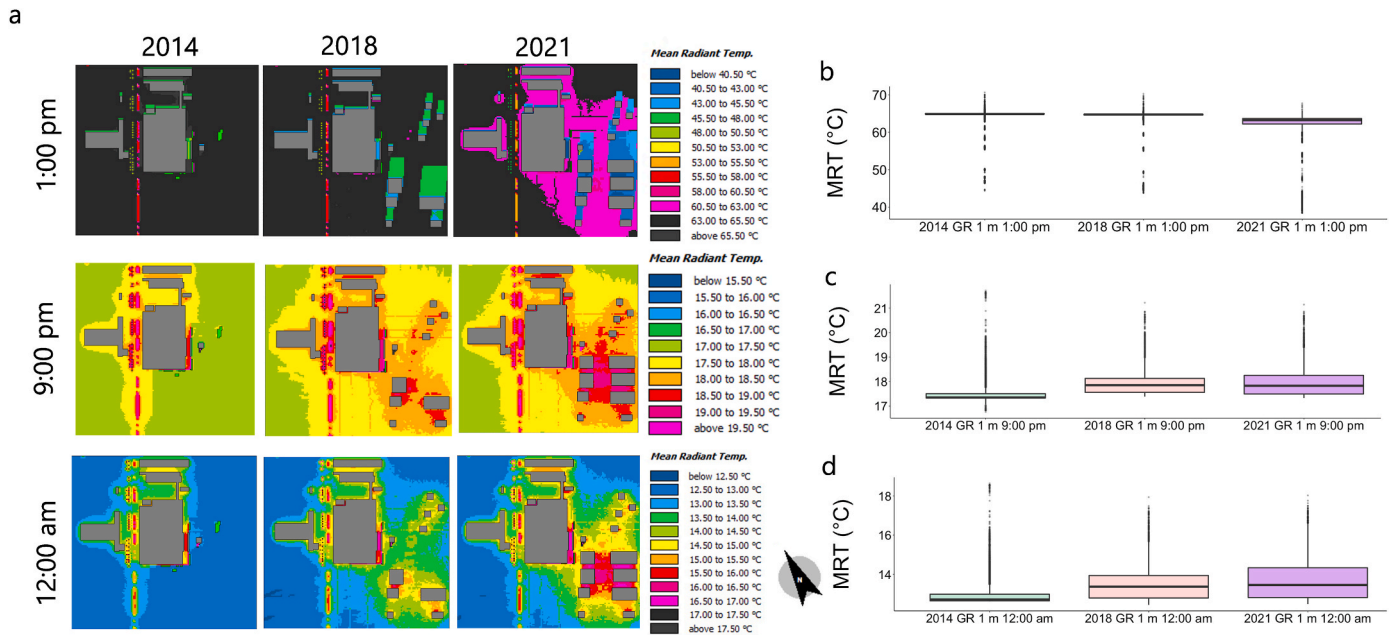 a
2014
2018
2021
1:00 pm
Mean Radiant Temp.
below 40.50 °C
40.50 to 43.00 °C
43.00 to 45.50 °C
45.50 to 48.00 °C
48.00 to 50.50 °C
50.50 to 53.00 °C
53.00 to 55.50 °C
55.50 to 58.00 °C
58.00 to 60.50 °C
60.50 to 63.00 °C
63.00 to 65.50 °C
above 65.50 °C
9:00 pm
Mean Radiant Temp.
below 15.50 °C
15.50 to 16.00 °C
16.00 to 16.50 °C
16.50 to 17.00 °C
17.00 to 17.50 °C
17.50 to 18.00 °C
18.00 to 18.50 °C
18.50 to 19.00 °C
19.00 to 19.50 °C
above 19.50 °C
12:00 am
Mean Radiant Temp.
below 12.50 °C
12.50 to 13.00 °C
13.00 to 13.50 °C
13.50 to 14.00 °C
14.00 to 14.50 °C
14.50 to 15.00 °C
15.00 to 15.50 °C
15.50 to 16.00 °C
16.00 to 16.50 °C
16.50 to 17.00 °C
17.00 to 17.50 °C
above 17.50 °C
N
b
MRT (°C)
70
60
50
40
2014 GR 1 m 1:00 pm
2018 GR 1 m 1:00 pm
2021 GR 1 m 1:00 pm
c
MRT (°C)
21
20
19
18
17
2014 GR 1 m 9:00 pm
2018 GR 1 m 9:00 pm
2021 GR 1 m 9:00 pm
d
MRT (°C)
18
16
14
2014 GR 1 m 12:00 am
2018 GR 1 m 12:00 am
2021 GR 1 m 12:00 am